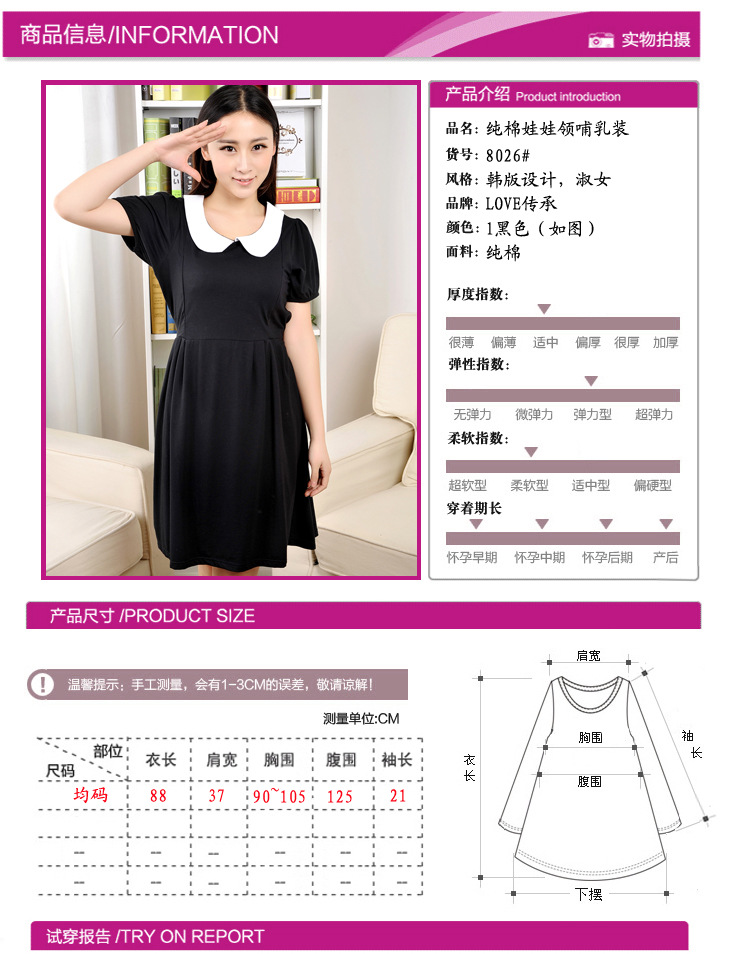 商品信息/INFORMATION
实物拍摄
产品介绍 Product introduction
品名: 纯棉娃娃领哺乳装
货号: 8026#
风格: 韩版设计，淑女
品牌: LOVE传承
颜色: 1黑色（如图）
面料: 纯棉
厚度指数:
很薄 偏薄 适中 偏厚 很厚 加厚
弹性指数:
无弹力 微弹力 弹力型 超弹力
柔软指数:
超软型 柔软型 适中型 偏硬型
穿着期长
怀孕早期 怀孕中期 怀孕后期 产后
产品尺寸 /PRODUCT SIZE
温馨提示：手工测量，会有1-3CM的误差，敬请谅解！
测量单位:CM
部位 尺码 衣长 肩宽 胸围 腹围 袖长
均码 88 37 90~105 125 21
-- -- -- -- -- --
-- -- -- -- -- --
肩宽
胸围
腹围
衣长
袖长
下摆
试穿报告 /TRY ON REPORT